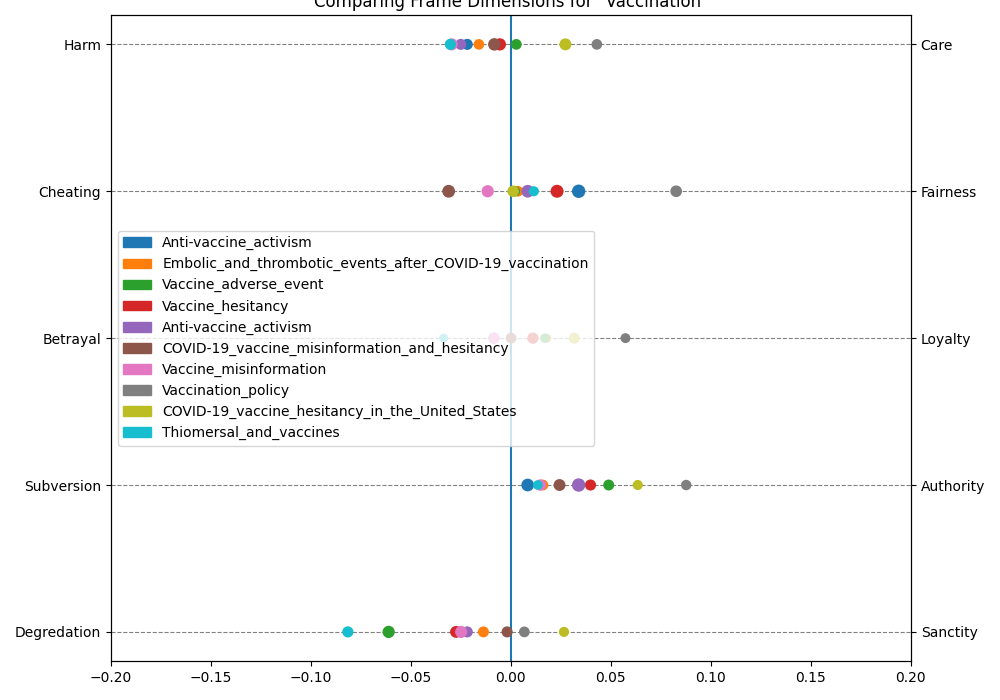 Comparing Frame Dimensions for "Vaccination"
Harm
Care
Cheating
Fairness
Anti-vaccine_activism
Embolic_and_thrombotic_events_after_COVID-19_vaccination
Vaccine_adverse_event
Vaccine_hesitancy
Anti-vaccine_activism
COVID-19_vaccine_misinformation_and_hesitancy
Vaccine_misinformation
Vaccination_policy
COVID-19_vaccine_hesitancy_in_the_United_States
Thiomersal_and_vaccines
Betrayal
Loyalty
Subversion
Authority
Degredation
Sanctity
−0.20 −0.15 −0.10 −0.05 0.00 0.05 0.10 0.15 0.20